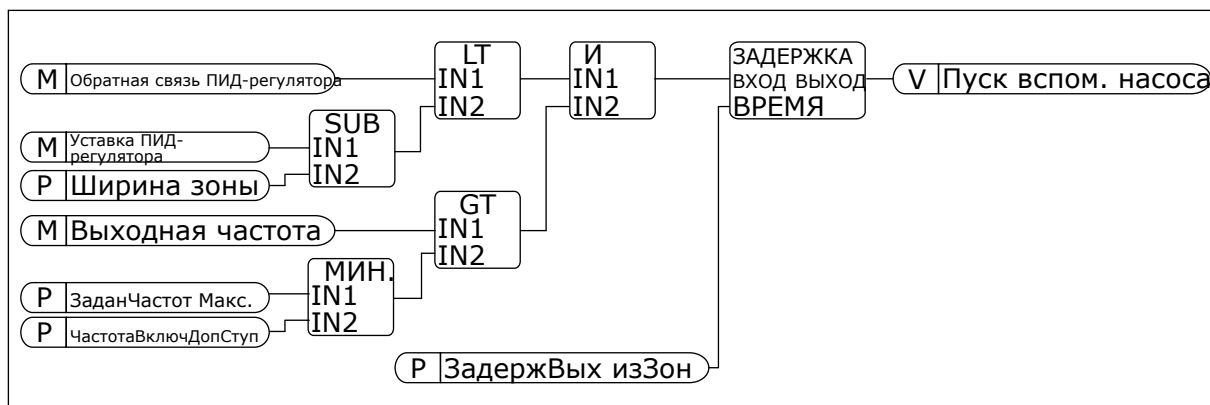 LT
IN1
IN2
И
IN1
IN2
ЗАДЕРЖКА
ВХОД ВЫХОД
ВРЕМЯ
M Обратная связь ПИД-регулятора
V Пуск вспом. насоса
SUB
IN1
IN2
M Уставка ПИД-
регулятора
P Ширина зоны
GT
IN1
IN2
M Выходная частота
МИН.
IN1
IN2
P ЗаданЧастот Макс.
P ЧастотаВключДопСтуп
P ЗадержВых изЗон